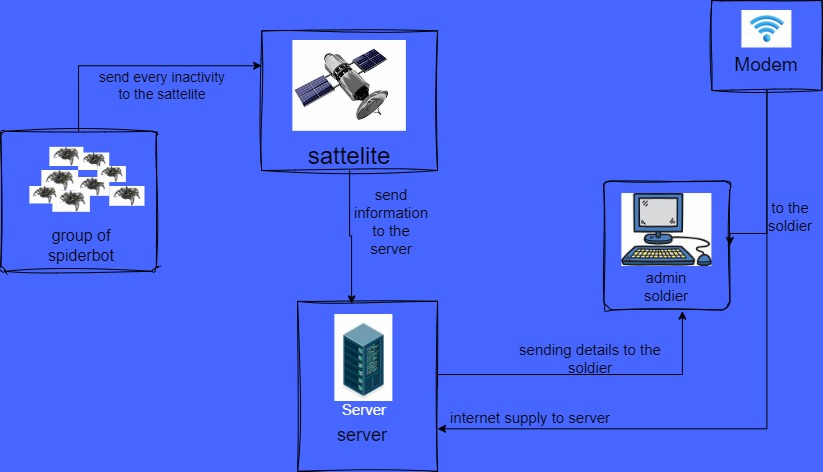 Modem
send every inactivity
to the sattelite
sattelite
group of
spiderbot
send
information
to the
server
to the
soldier
admin
soldier
sending details to the
soldier
Server
server
internet supply to server